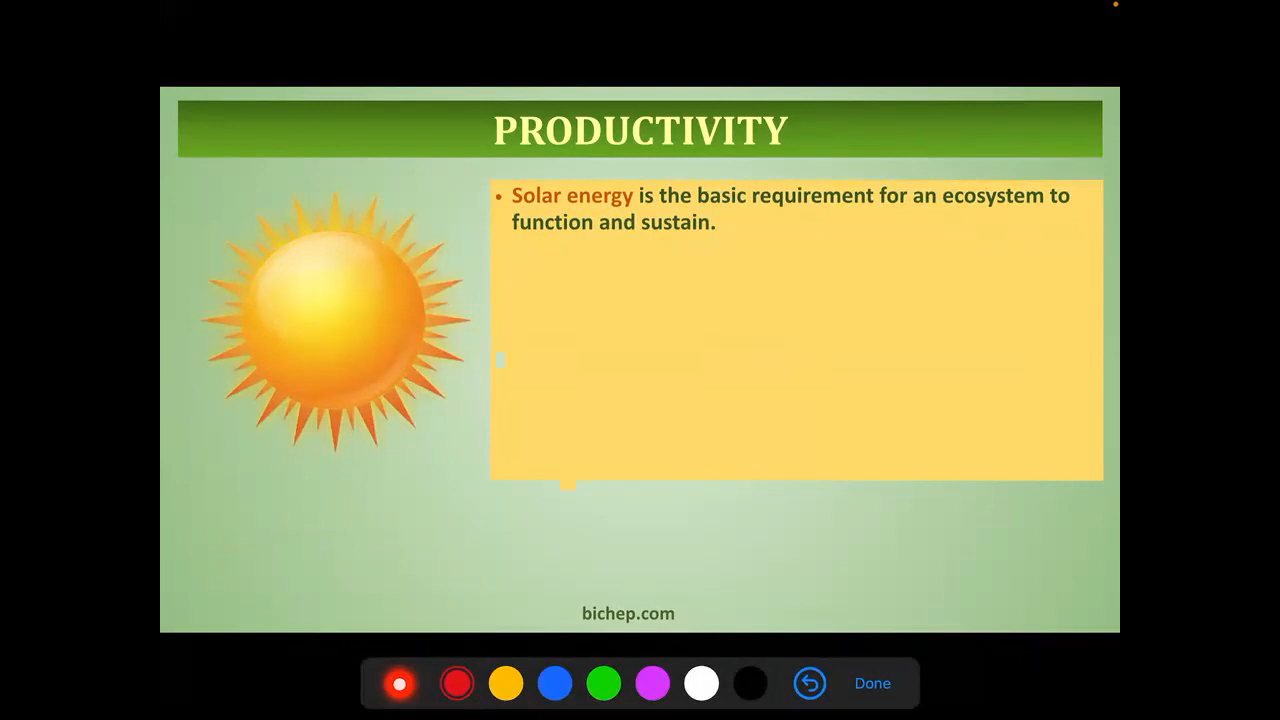 PRODUCTIVITY
• Solar energy is the basic requirement for an ecosystem to
function and sustain.
bichep.com
Done